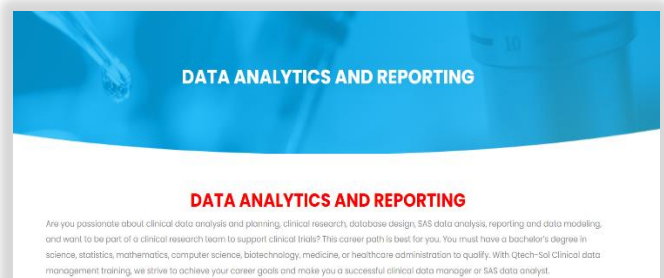 DATA ANALYTICS AND REPORTING
DATA ANALYTICS AND REPORTING
Are you passionate about clinical data analysis and planning, clinical research, database design, SAS data analysis, reporting and data modeling,
and want to be part of a clinical research team to support clinical trials? This career path is best for you. You must have a bachelor's degree in
science, statistics, mathematics, computer science, biotechnology, medicine, or healthcare administration to qualify. With Qtech-Sol Clinical data
management training, we strive to achieve your career goals and make you a successful clinical data manager or SAS data analyst.